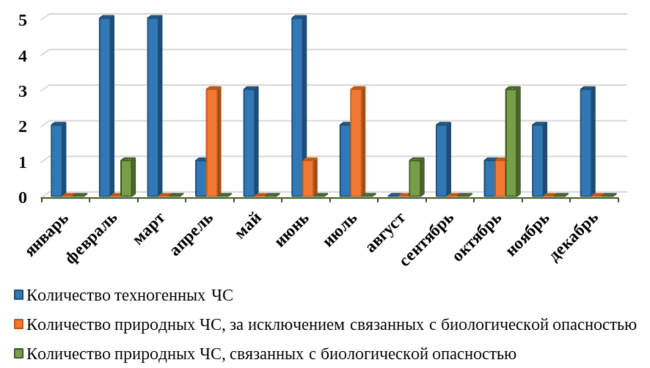 5
4
3
2
1
0
январь февраль март апрель май июнь июль август сентябрь октябрь ноябрь декабрь
Количество техногенных ЧС
Количество природных ЧС, за исключением связанных с биологической опасностью
Количество природных ЧС, связанных с биологической опасностью